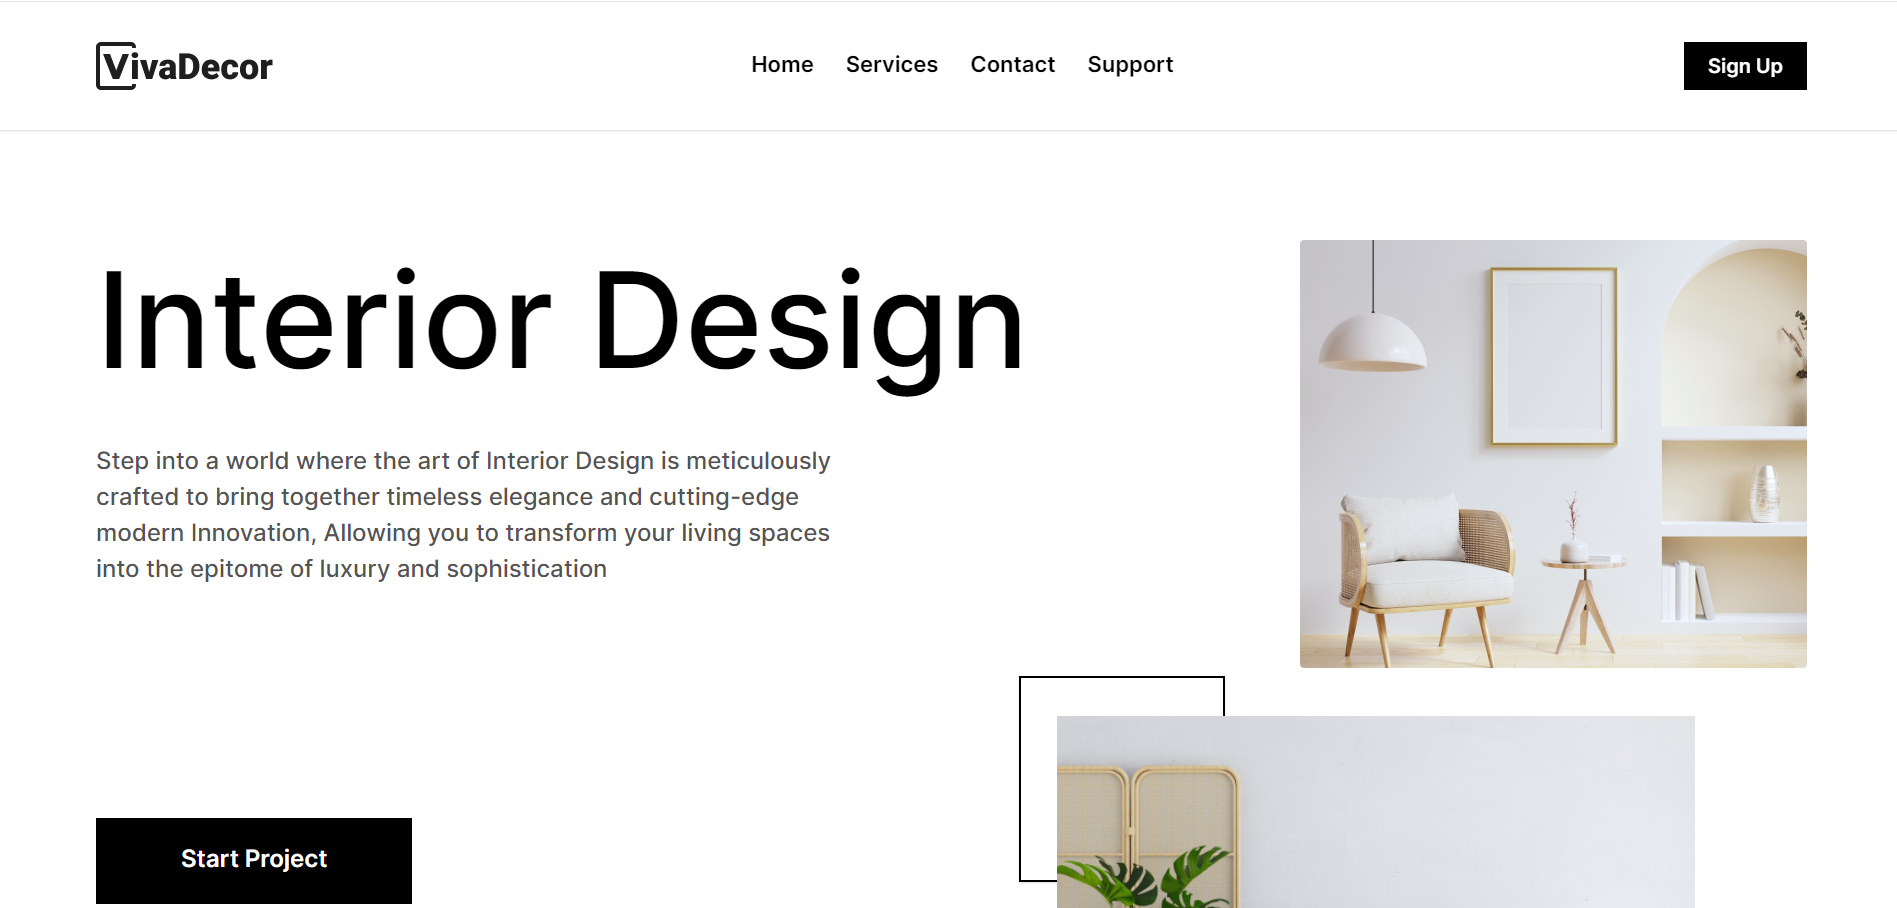 VivaDecor
Home Services Contact Support
Sign Up
Interior Design
Step into a world where the art of Interior Design is meticulously
crafted to bring together timeless elegance and cutting-edge
modern Innovation, Allowing you to transform your living spaces
into the epitome of luxury and sophistication
Start Project